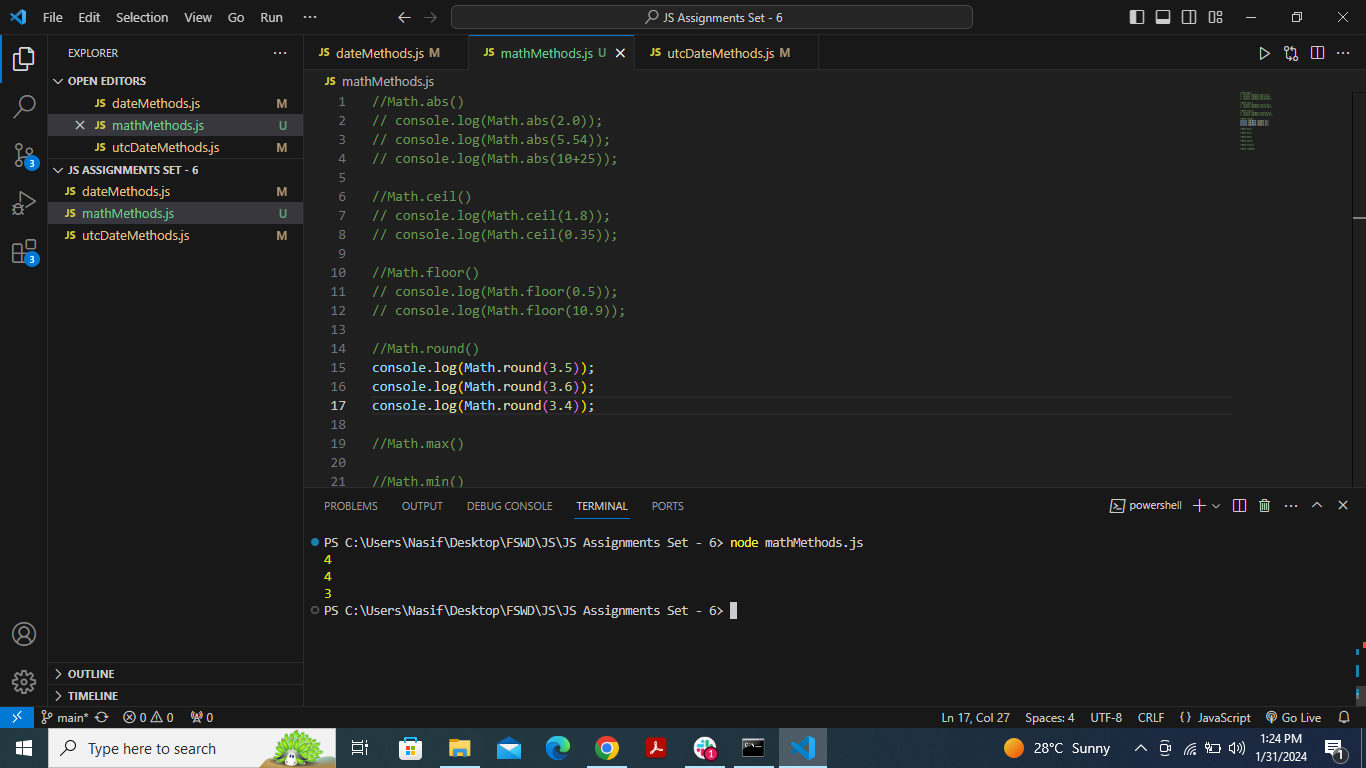 File Edit Selection View Go Run ··· JS Assignments Set - 6
EXPLORER ···
OPEN EDITORS
JS dateMethods.js M
JS mathMethods.js U
JS utcDateMethods.js M
JS ASSIGNMENTS SET - 6
JS dateMethods.js M
JS mathMethods.js U
JS utcDateMethods.js M
3
3
OUTLINE
TIMELINE
JS dateMethods.js M JS mathMethods.js U JS utcDateMethods.js M
JS mathMethods.js
1 //Math.abs()
2 // console.log(Math.abs(2.0));
3 // console.log(Math.abs(5.54));
4 // console.log(Math.abs(10+25));
5
6 //Math.ceil()
7 // console.log(Math.ceil(1.8));
8 // console.log(Math.ceil(0.35));
9
10 //Math.floor()
11 // console.log(Math.floor(0.5));
12 // console.log(Math.floor(10.9));
13
14 //Math.round()
15 console.log(Math.round(3.5));
16 console.log(Math.round(3.6));
17 console.log(Math.round(3.4));
18
19 //Math.max()
20
21 //Math.min()
PROBLEMS OUTPUT DEBUG CONSOLE TERMINAL PORTS powershell
PS C:\Users\Nasif\Desktop\FSWD\JS\JS Assignments Set - 6> node mathMethods.js
4
4
3
PS C:\Users\Nasif\Desktop\FSWD\JS\JS Assignments Set - 6>
main* 0 0 0 Ln 17, Col 27 Spaces: 4 UTF-8 CRLF {} JavaScript Go Live
Type here to search 1 28°C Sunny 1:24 PM
1/31/2024 1